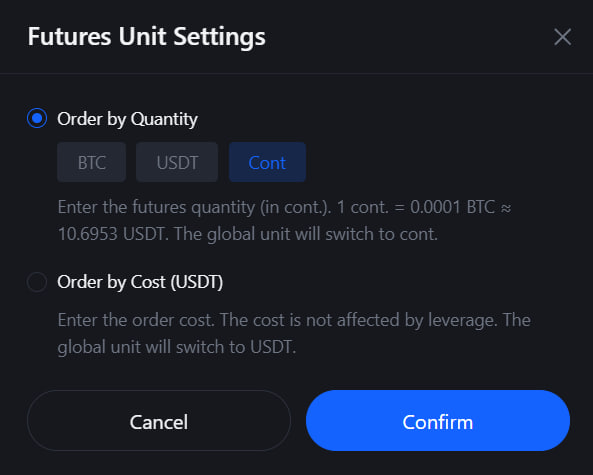 Futures Unit Settings
Order by Quantity
BTC USDT Cont
Enter the futures quantity (in cont.). 1 cont. = 0.0001 BTC ≈
10.6953 USDT. The global unit will switch to cont.
Order by Cost (USDT)
Enter the order cost. The cost is not affected by leverage. The
global unit will switch to USDT.
Cancel Confirm